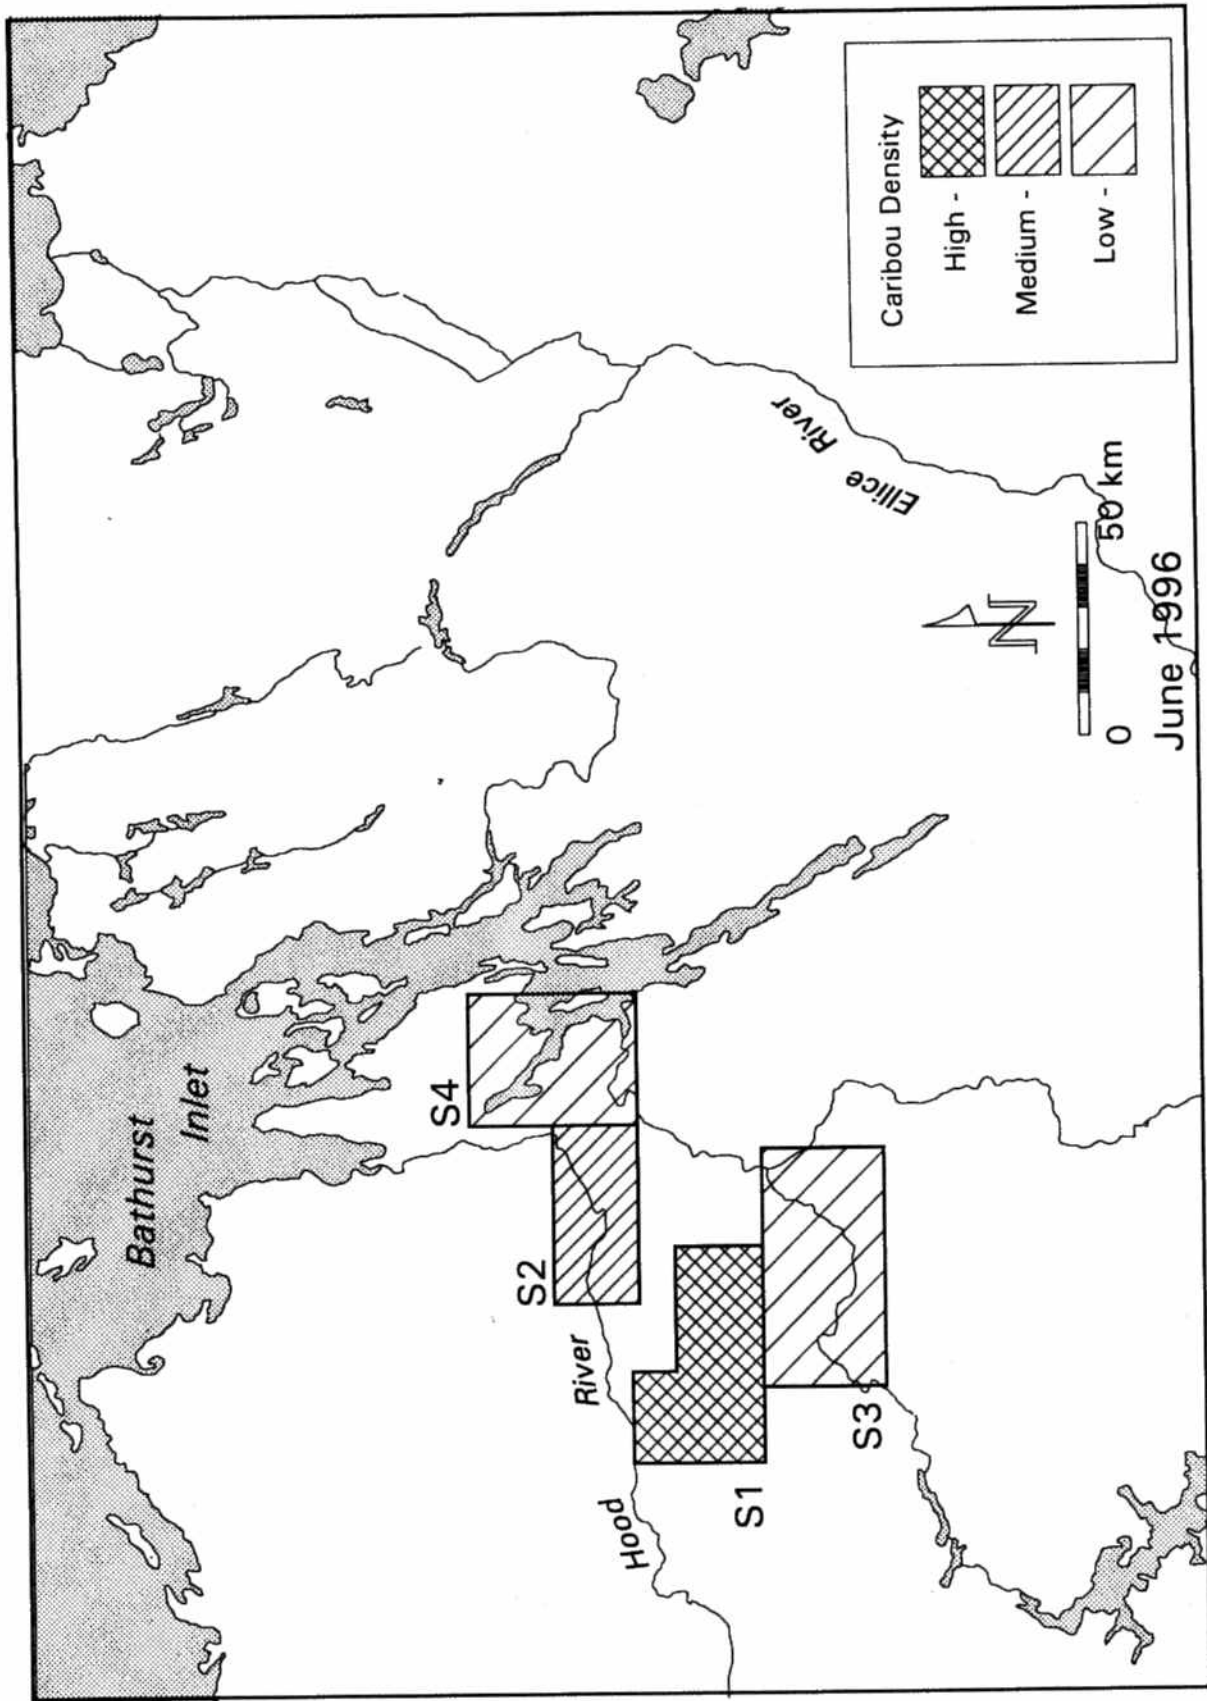 Bathurst
Inlet
S4
S2
River
Hood
S1
S3
Ellice River
N
0 50 km
June 1996
Caribou Density
High -
Medium -
Low -